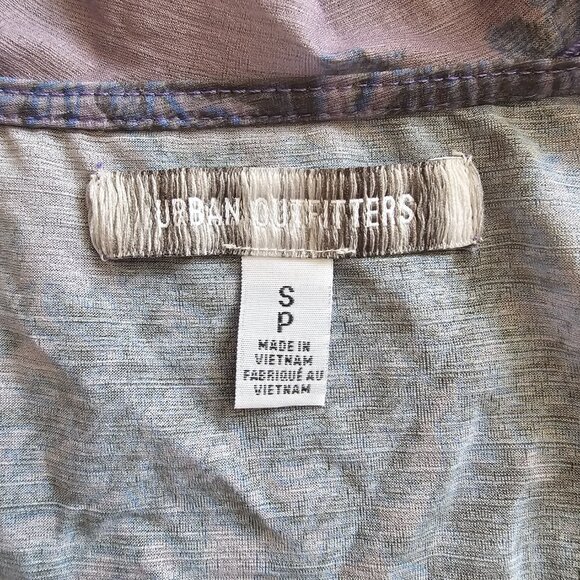 URBAN OUTFITTERS
S
P
MADE IN
VIETNAM
FABRIQUÉ AU
VIETNAM